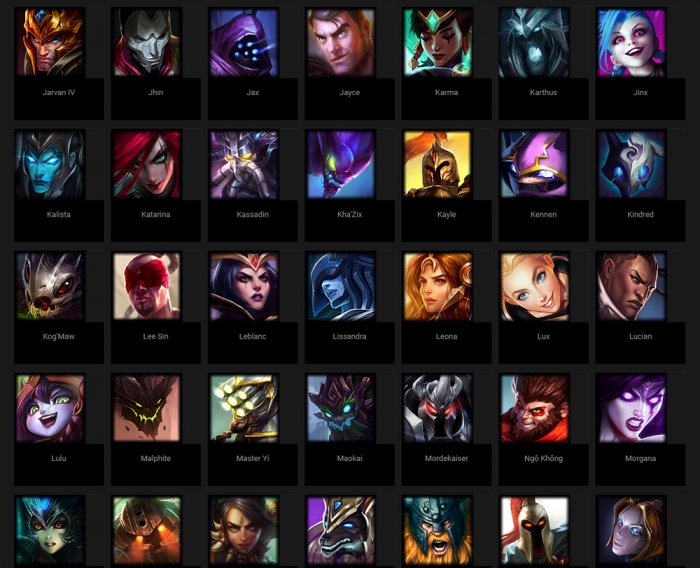 Jarvan IV
Jhin
Jax
Jayce
Karma
Karthus
Jinx
Kalista
Katarina
Kassadin
Kha'Zix
Kayle
Kennen
Kindred
Kog'Maw
Lee Sin
Leblanc
Lissandra
Leona
Lux
Lucian
Lulu
Malphite
Master Yi
Maokai
Mordekaiser
Ngộ Không
Morgana